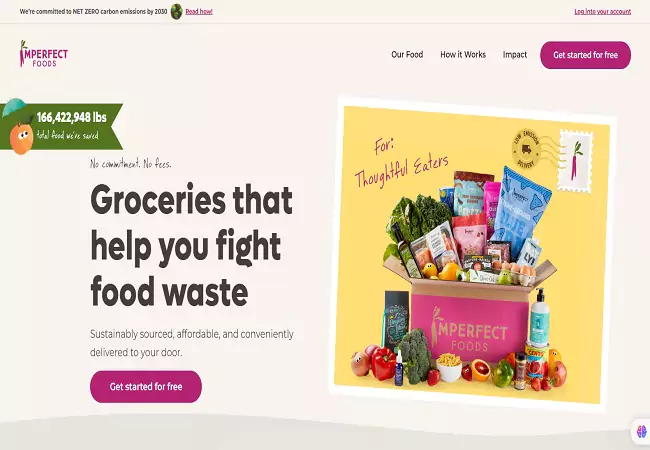 We're committed to NET ZERO carbon emissions by 2030 Read how!
Log into your account
IMPERFECT
FOODS
Our Food How it Works Impact Get started for free
166,422,948 lbs
total food we've saved
No commitment. No fees.
Groceries that
help you fight
food waste
Sustainably sourced, affordable, and conveniently
delivered to your door.
Get started for free
For:
Thoughtful Eaters
LOW EMISSION
DELIVERY
IMPERFECT
FOODS